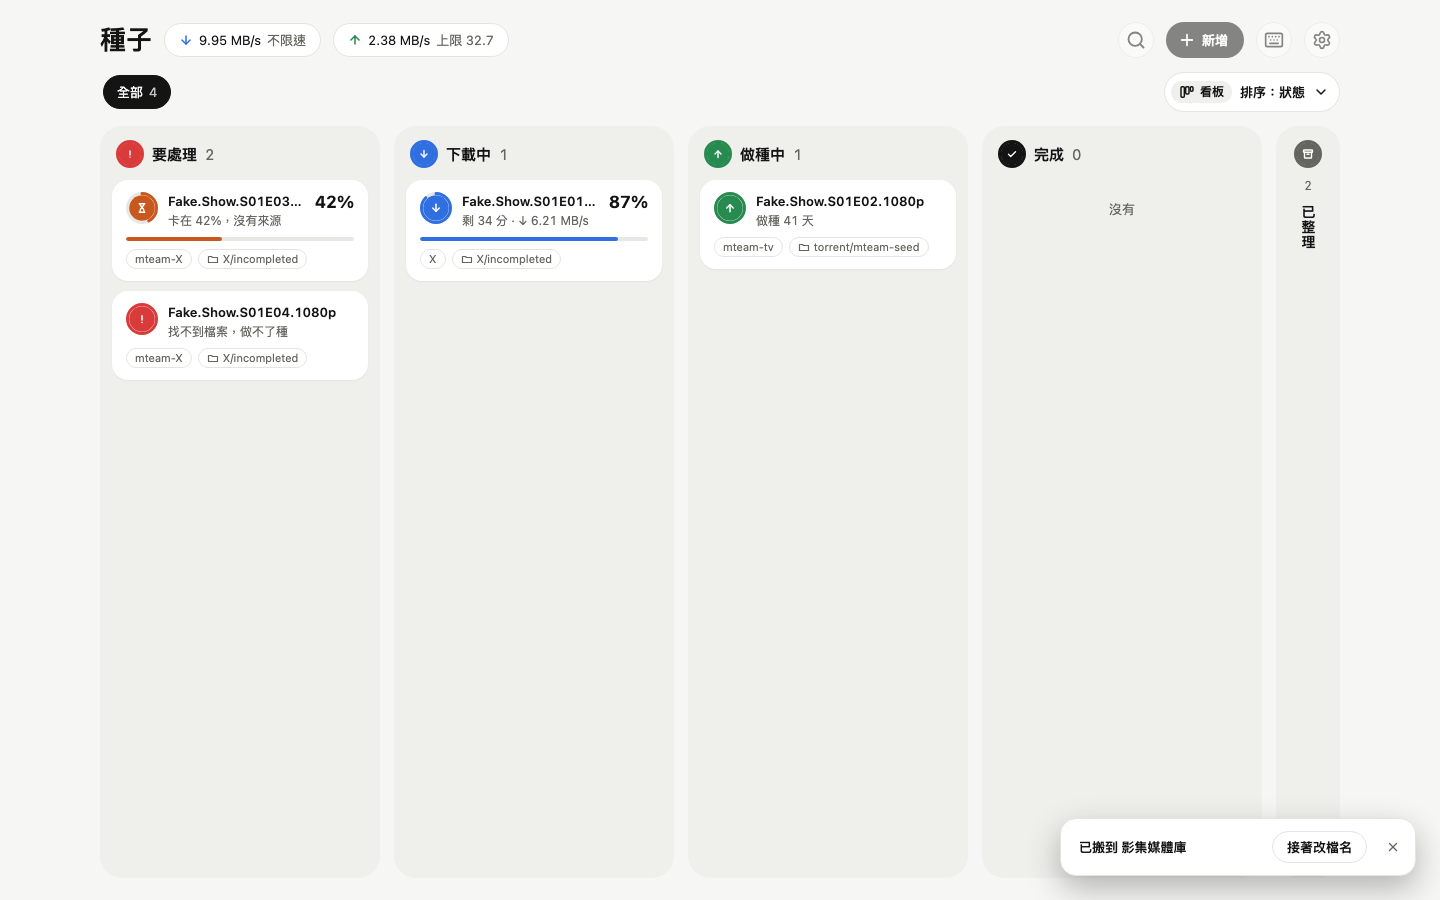 種子
9.95 MB/s 不限速
2.38 MB/s 上限 32.7
新增
全部 4
看板 排序：狀態
要處理 2
Fake.Show.S01E03... 42%
卡在 42%，沒有來源
mteam-X X/incompleted
Fake.Show.S01E04.1080p
找不到檔案，做不了種
mteam-X X/incompleted
下載中 1
Fake.Show.S01E01... 87%
剩 34 分 · ↓ 6.21 MB/s
X X/incompleted
做種中 1
Fake.Show.S01E02.1080p
做種 41 天
mteam-tv torrent/mteam-seed
完成 0
沒有
2
已整理
已搬到 影集媒體庫 接著改檔名